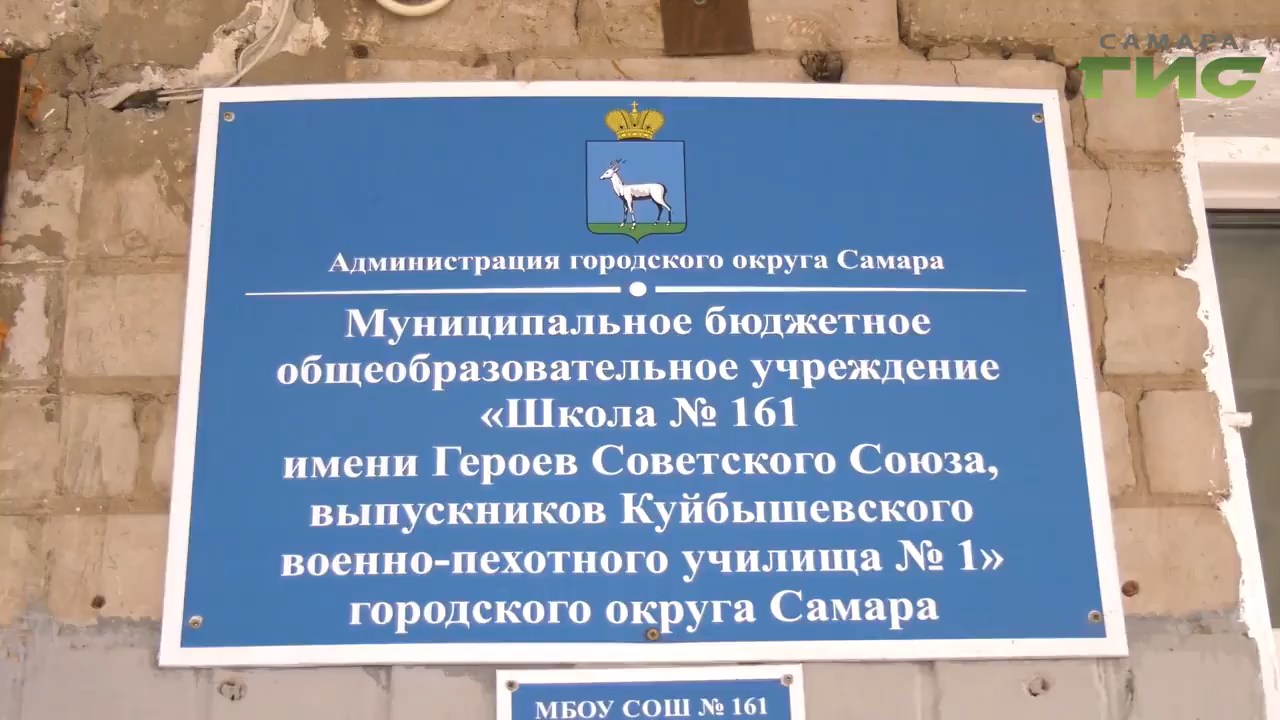 САМАРА
ГИС
Администрация городского округа Самара
Муниципальное бюджетное
общеобразовательное учреждение
«Школа № 161
имени Героев Советского Союза,
выпускников Куйбышевского
военно-пехотного училища № 1»
городского округа Самара
МБОУ СОШ № 161